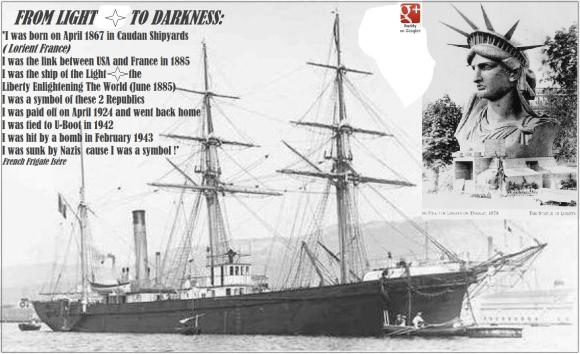 FROM LIGHT TO DARKNESS:
"I was born on April 1867 in Caudan Shipyards
( Lorient France)
I was the link between USA and France in 1885
I was the ship of the Light the
Liberty Enlightening The World (June 1885)
I was a symbol of these 2 Republics
I was paid off on April 1924 and went back home
I was tied to U-Boot in 1942
I was hit by a bomb in February 1943
I was sunk by Nazis cause I was a symbol !"
French Frigate Isère
g+
on Google+
1878
THE STATUE OF LIBERTY